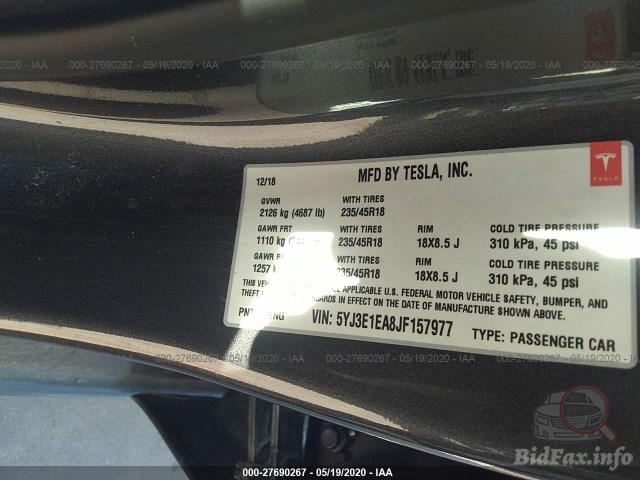 000-27690267 - 05/19/2020 - IAA 000-27690267 - 05/19/2020 - IAA
12/18 MFD BY TESLA, INC.
TESLA
GVWR WITH TIRES
2126 kg (4687 lb) 235/45R18
GAWR FRT WITH TIRES RIM COLD TIRE PRESSURE
1110 kg 235/45R18 18X8.5 J 310 kPa, 45 psi
GAWR WITH TIRES RIM COLD TIRE PRESSURE
1257 235/45R18 18X8.5 J 310 kPa, 45 psi
THIS ALL APPLICABLE U.S. FEDERAL MOTOR VEHICLE SAFETY, BUMPER, AND
THEFT IN EFFECT ON THE DATE OF MANUFACTURE SHOWN ABOVE.
VIN: 5YJ3E1EA8JF157977 TYPE: PASSENGER CAR
000-27690267 - 05/19/2020 - IAA 000-27690267 - 05/19/2020 - IAA
BidFax.info
000-27690267 - 05/19/2020 - IAA